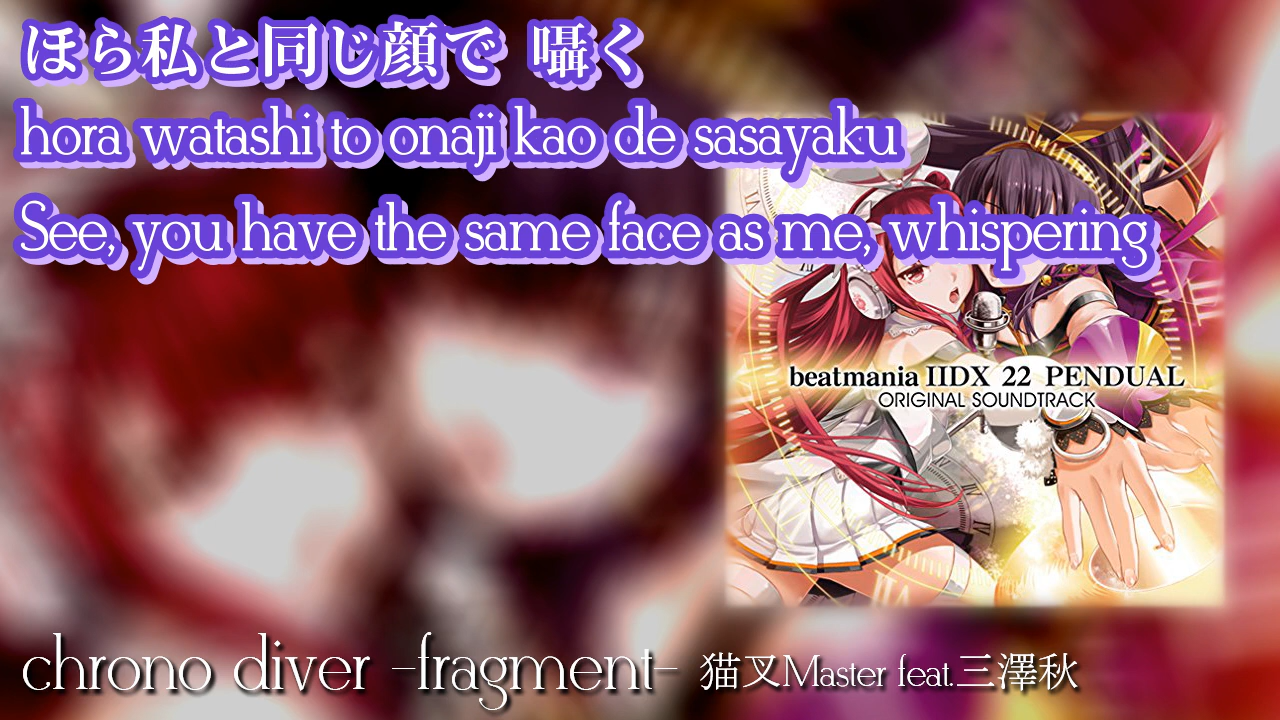 ほら私と同じ顔で 囁く
hora watashi to onaji kao de sasayaku
See, you have the same face as me, whispering
beatmania IIDX 22 PENDUAL
ORIGINAL SOUNDTRACK
chrono diver -fragment- 猫叉Master feat.三澤秋